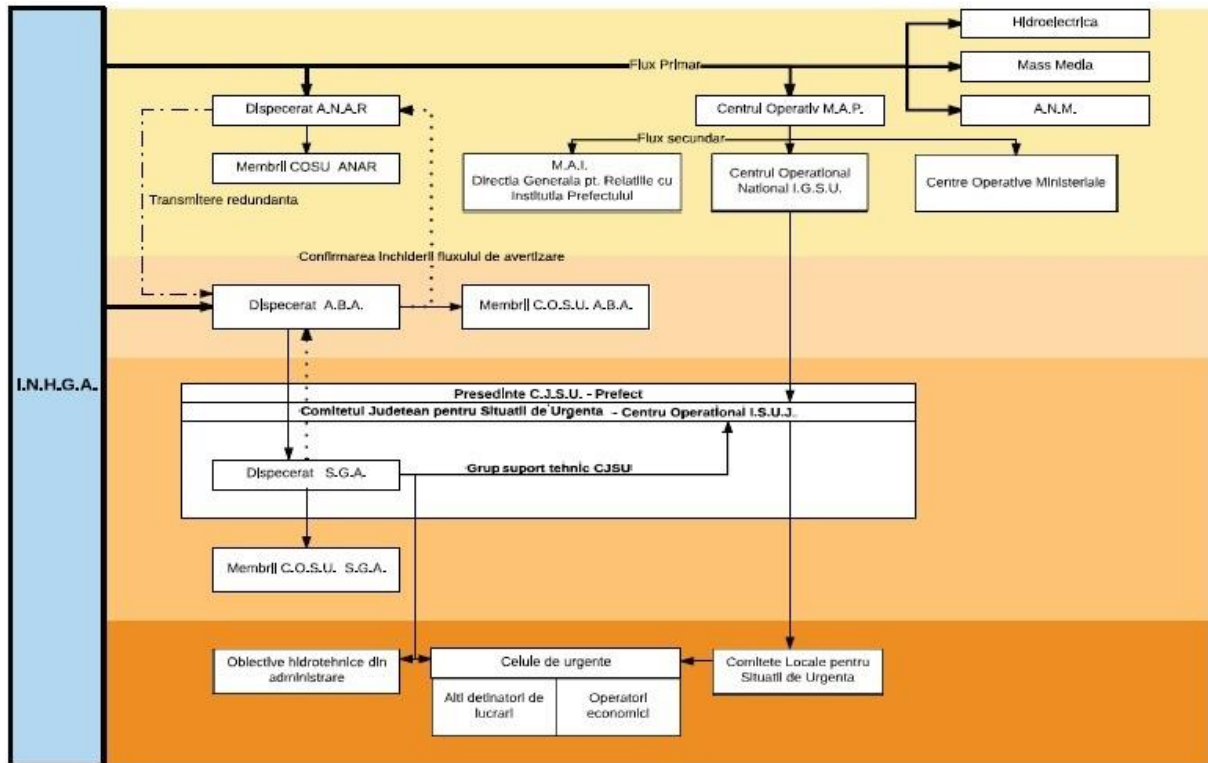 I.N.H.G.A.
Hidroelectrica
Flux Primar
Mass Media
Dispecerat A.N.A.R
Centrul Operativ M.A.P.
A.N.M.
Flux secundar
Membrii COSU ANAR
M.A.I.
Directia Generala pt. Relatiile cu
Institutia Prefectului
Centrul Operational
National I.G.S.U.
Centre Operative Ministeriale
Transmitere redundanta
Confirmarea inchiderii fluxului de avertizare
Dispecerat A.B.A.
Membrii C.O.S.U. A.B.A.
Presedinte C.J.S.U. - Prefect
Comitetul Judetean pentru Situatii de Urgenta - Centru Operational I.S.U.J.
Dispecerat S.G.A.
Grup suport tehnic CJSU
Membrii C.O.S.U. S.G.A.
Obiective hidrotehnice din
administrare
Celule de urgente
Alti detinatori de
lucrari
Operatori
economici
Comitete Locale pentru
Situatii de Urgenta